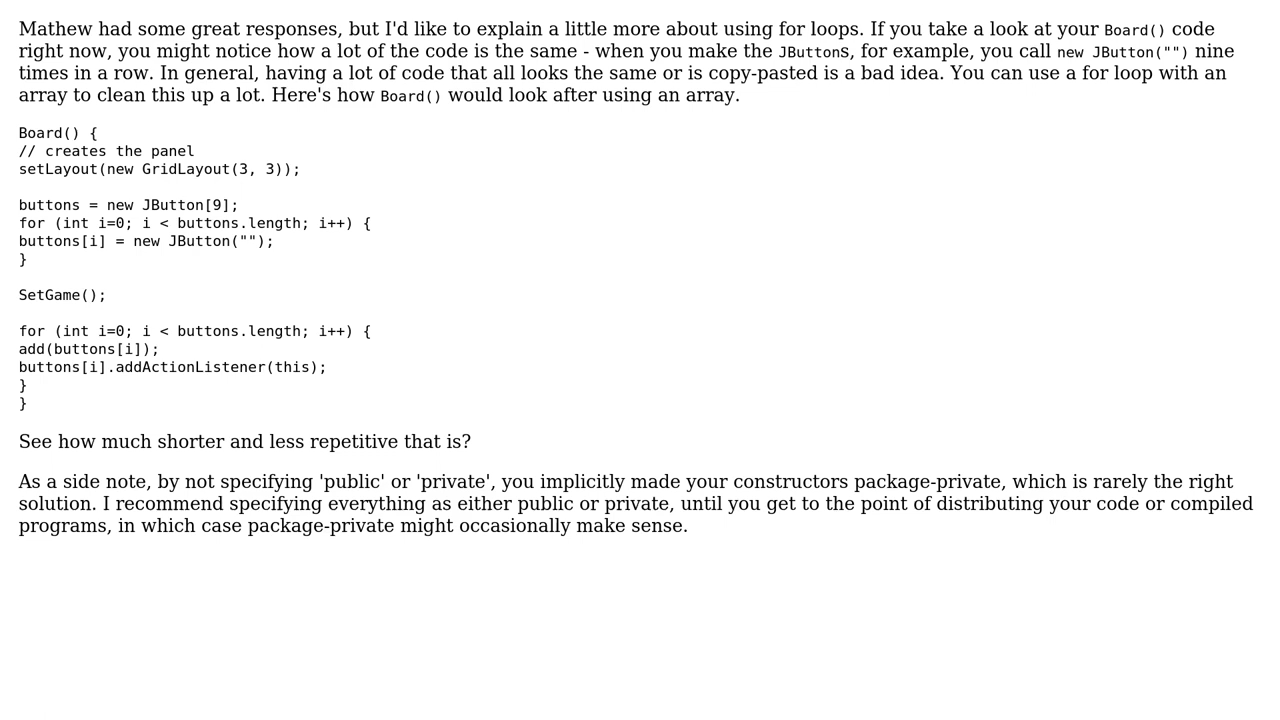 Mathew had some great responses, but I'd like to explain a little more about using for loops. If you take a look at your Board() code
right now, you might notice how a lot of the code is the same - when you make the JButtons, for example, you call new JButton("") nine
times in a row. In general, having a lot of code that all looks the same or is copy-pasted is a bad idea. You can use a for loop with an
array to clean this up a lot. Here's how Board() would look after using an array.
Board() {
// creates the panel
setLayout(new GridLayout(3, 3));
buttons = new JButton[9];
for (int i=0; i < buttons.length; i++) {
buttons[i] = new JButton("");
}
SetGame();
for (int i=0; i < buttons.length; i++) {
add(buttons[i]);
buttons[i].addActionListener(this);
}
}
See how much shorter and less repetitive that is?
As a side note, by not specifying 'public' or 'private', you implicitly made your constructors package-private, which is rarely the right
solution. I recommend specifying everything as either public or private, until you get to the point of distributing your code or compiled
programs, in which case package-private might occasionally make sense.